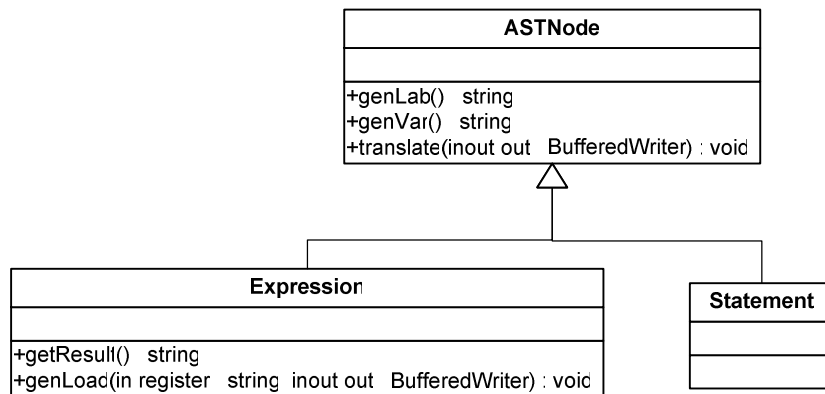 ASTNode
+genLab() string
+genVar() string
+translate(inout out BufferedWriter) : void
Expression
Statement
+getResult() string
+genLoad(in register string inout out BufferedWriter) : void